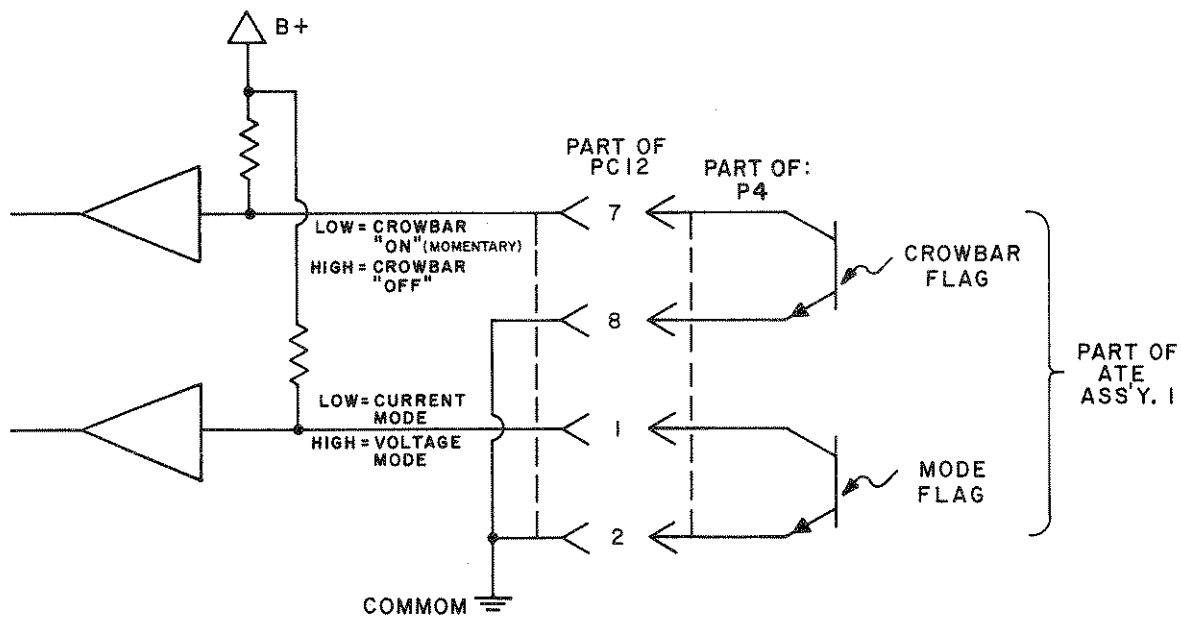 B+
PART OF
PC12
PART OF:
P4
7
LOW = CROWBAR
"ON" (MOMENTARY)
HIGH = CROWBAR
"OFF"
CROWBAR
FLAG
8
PART OF
ATE
ASS'Y. 1
LOW = CURRENT
MODE
1
HIGH = VOLTAGE
MODE
MODE
FLAG
2
COMMOM